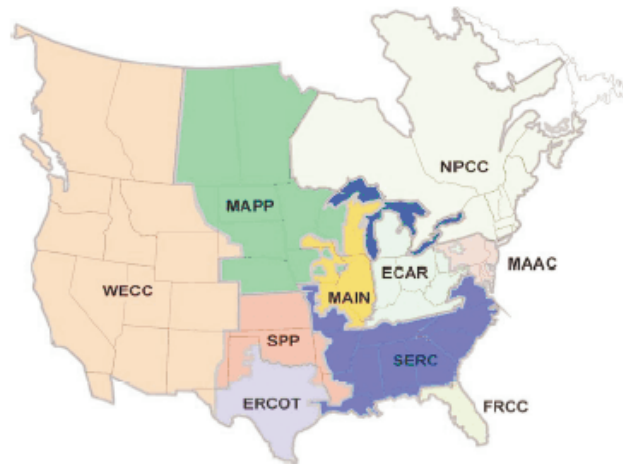 NPCC
MAPP
MAAC
ECAR
WECC
MAIN
SPP
SERC
ERCOT
FRCC